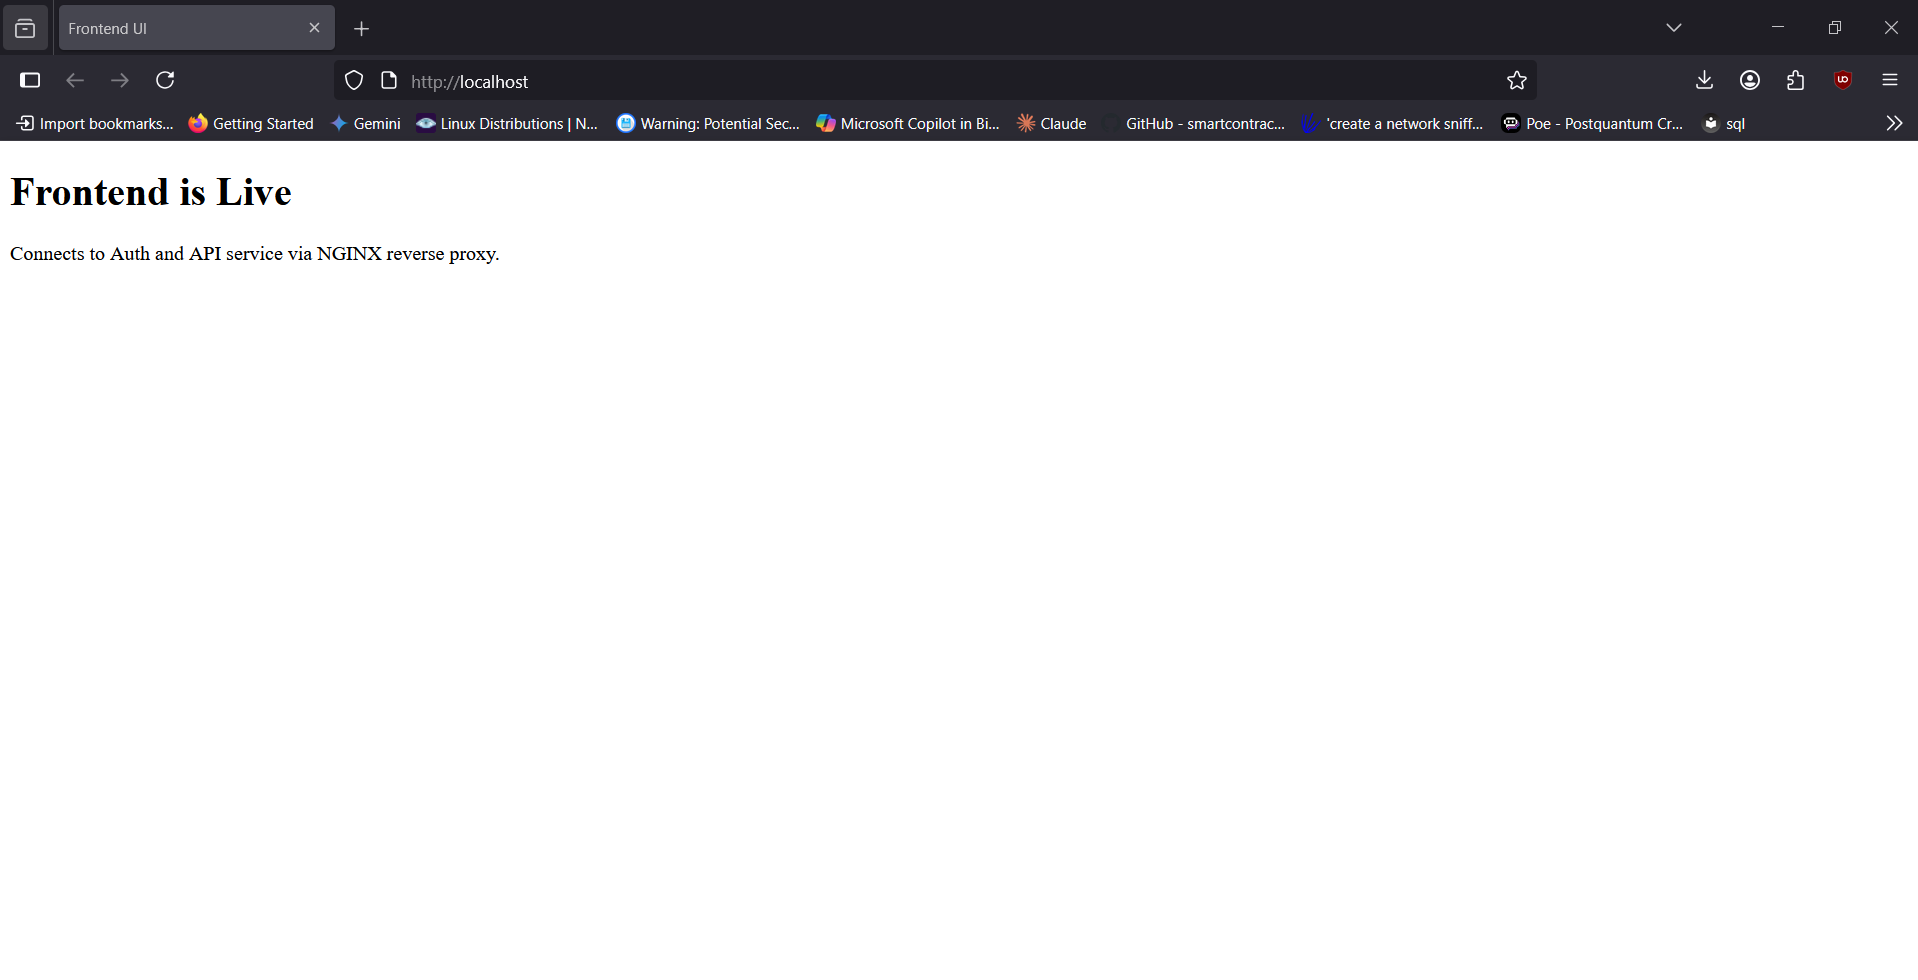 Frontend UI
http://localhost
Import bookmarks... Getting Started Gemini Linux Distributions | N... Warning: Potential Sec... Microsoft Copilot in Bi... Claude GitHub - smartcontrac... 'create a network sniff... Poe - Postquantum Cr... sql
Frontend is Live
Connects to Auth and API service via NGINX reverse proxy.